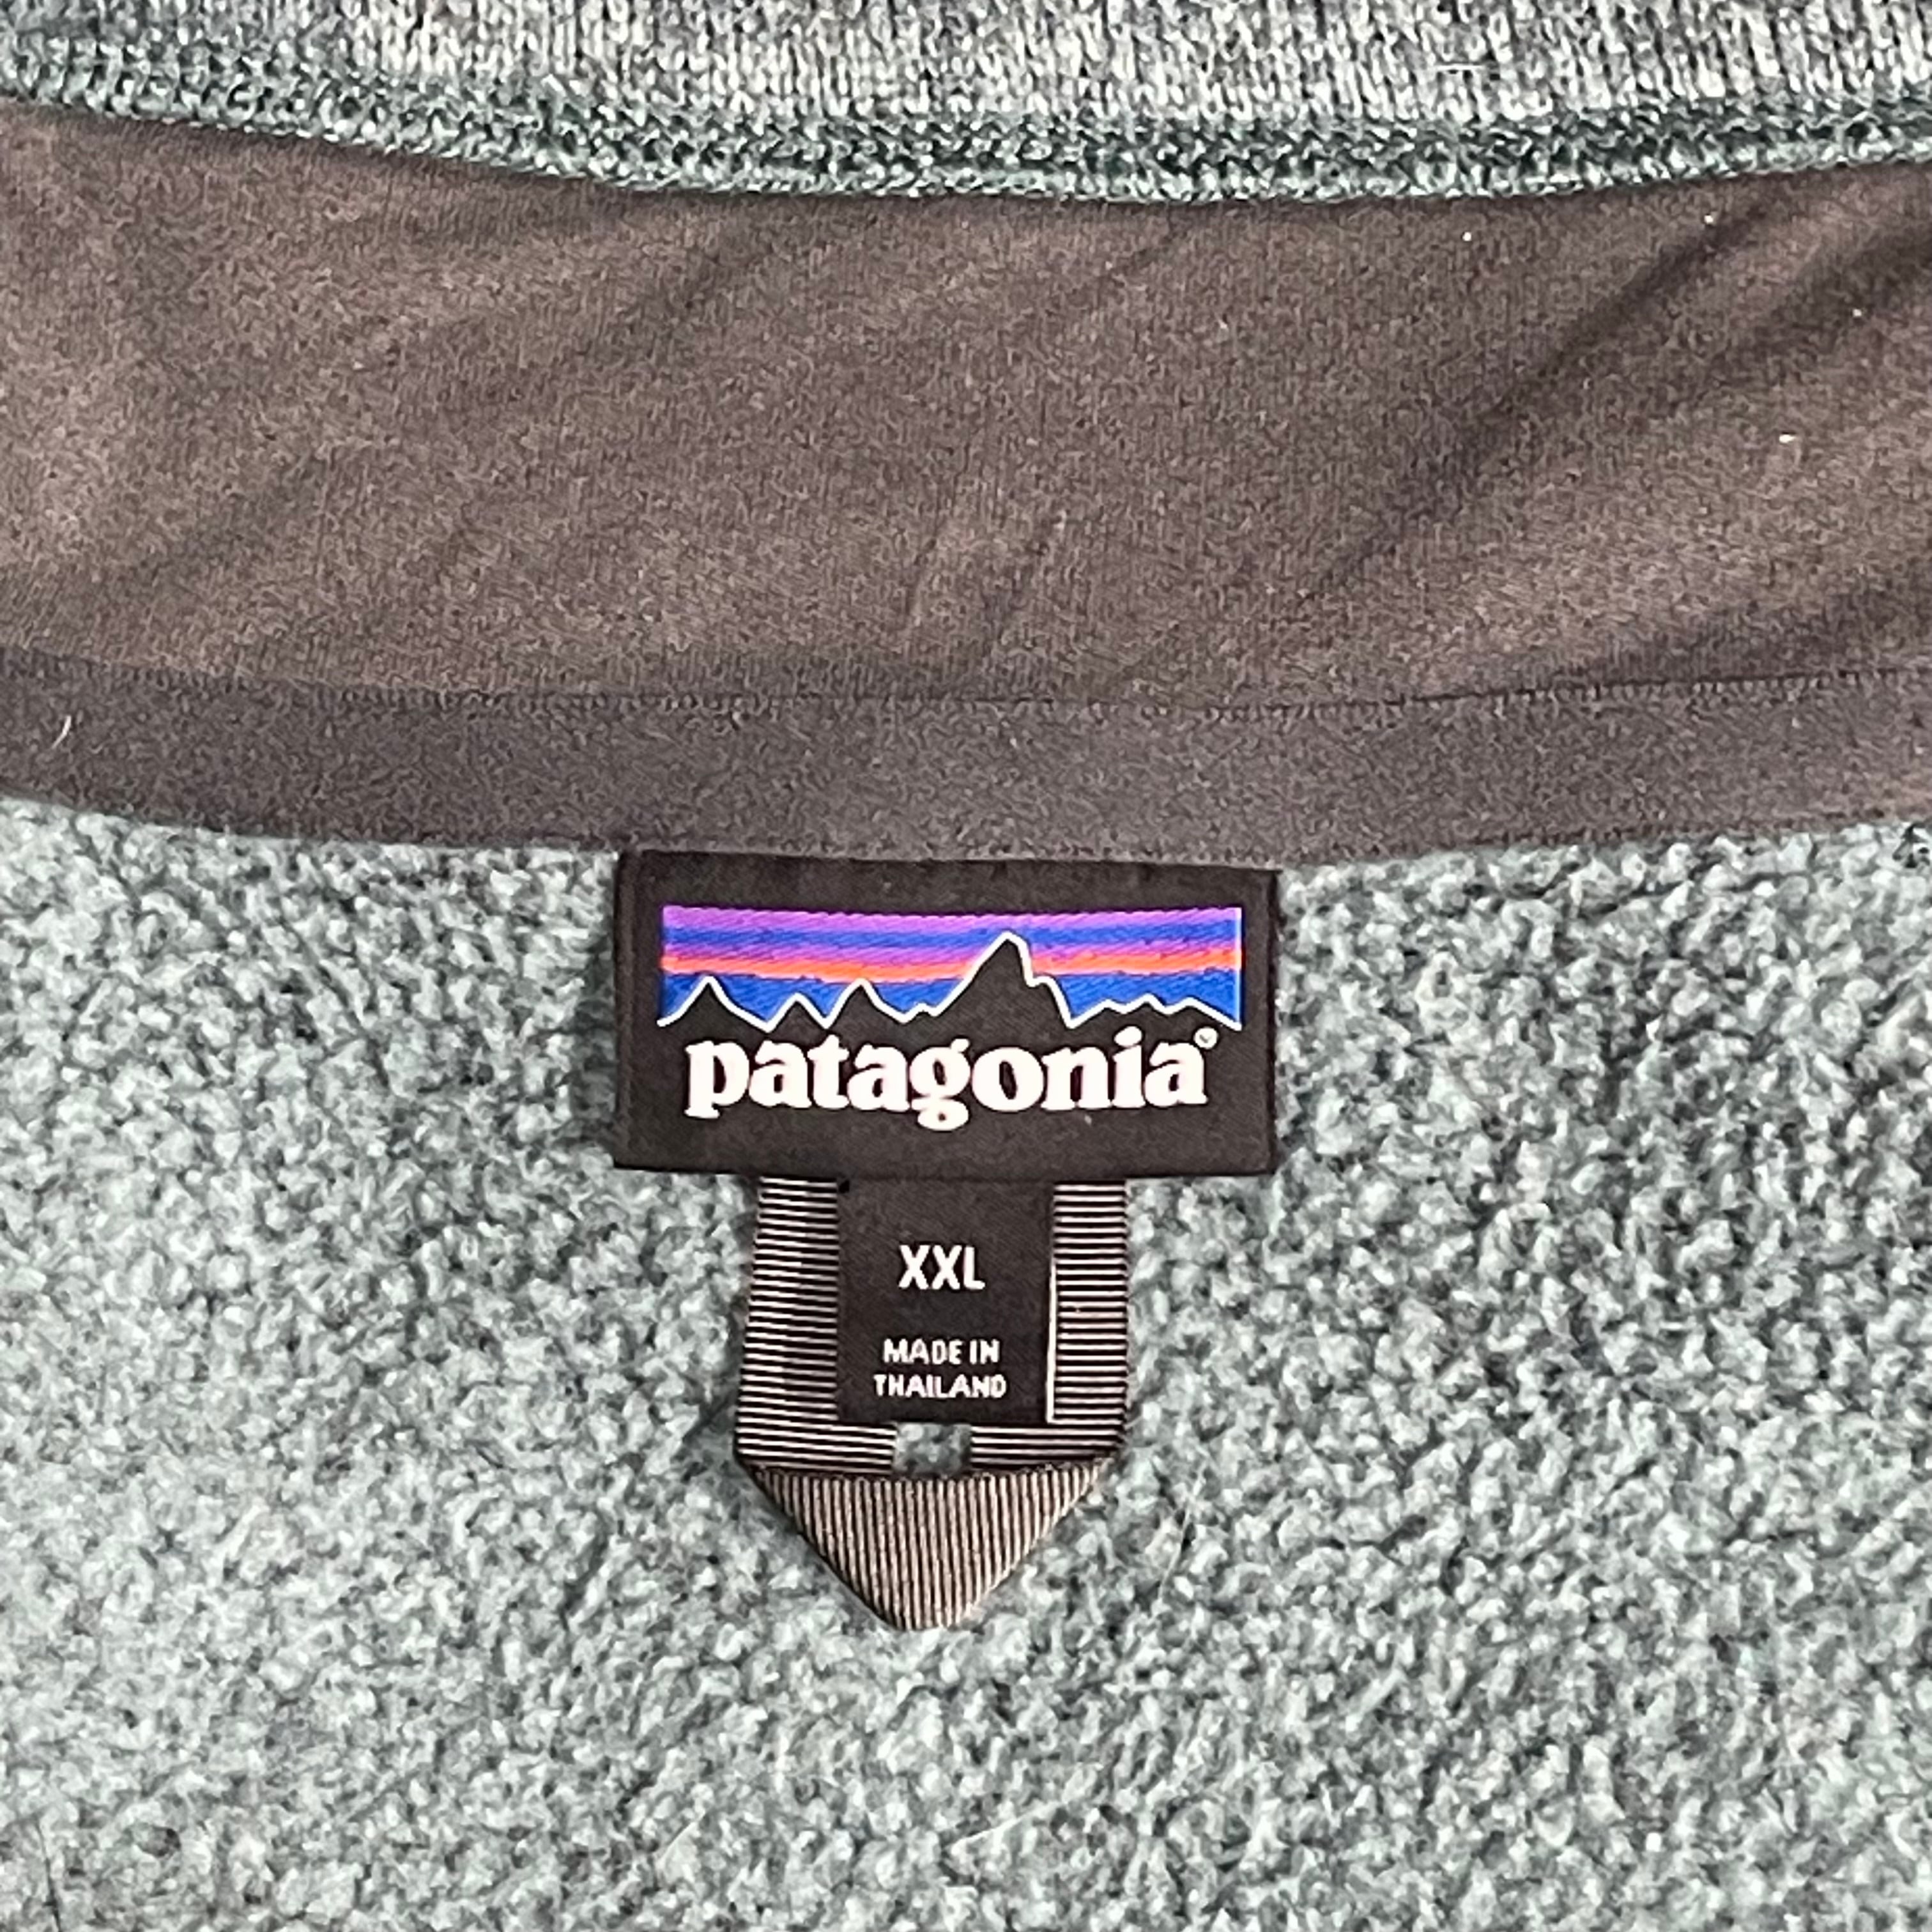 patagonia®
XXL
MADE IN
THAILAND